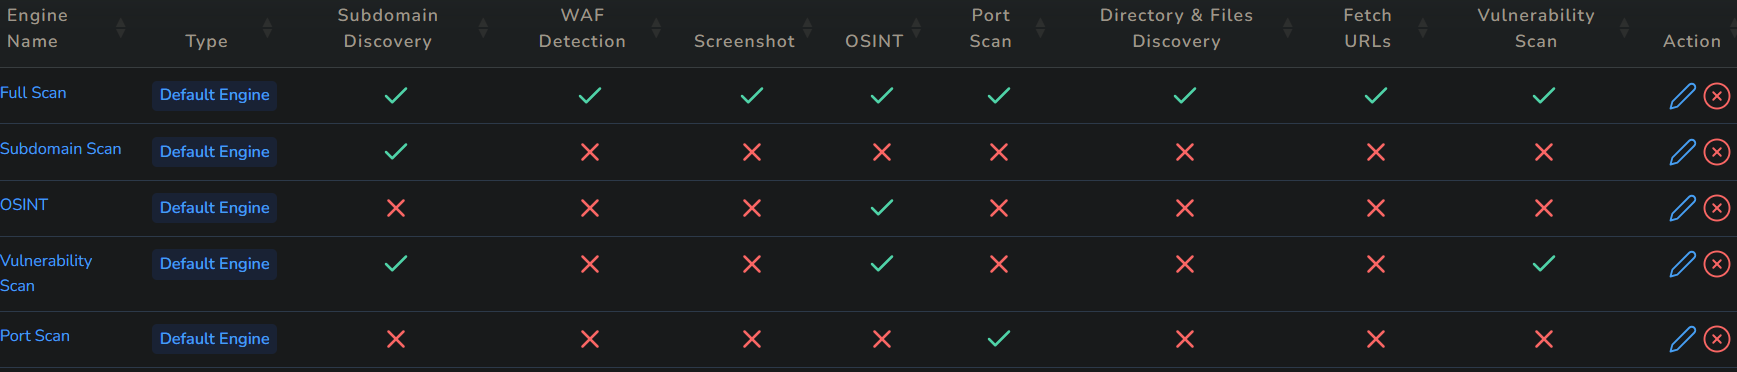 Engine Name
Type
Subdomain Discovery
WAF Detection
Screenshot
OSINT
Port Scan
Directory & Files Discovery
Fetch URLs
Vulnerability Scan
Action
Full Scan
Default Engine
Subdomain Scan
Default Engine
OSINT
Default Engine
Vulnerability
Scan
Default Engine
Port Scan
Default Engine